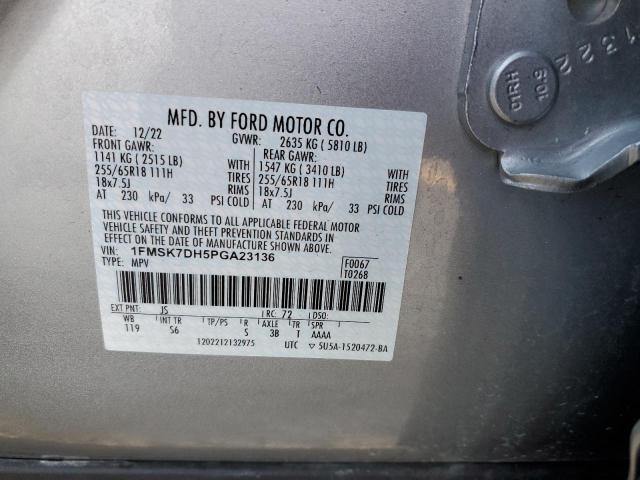 MFD. BY FORD MOTOR CO.
DATE: 12/22 GVWR: 2635 KG ( 5810 LB)
FRONT GAWR: REAR GAWR:
1141 KG ( 2515 LB) WITH 1547 KG ( 3410 LB) WITH
255/65R18 111H TIRES 255/65R18 111H TIRES
18x7.5J RIMS 18x7.5J RIMS
AT 230 kPa/ 33 PSI COLD AT 230 kPa/ 33 PSI COLD
THIS VEHICLE CONFORMS TO ALL APPLICABLE FEDERAL MOTOR
VEHICLE SAFETY AND THEFT PREVENTION STANDARDS IN
EFFECT ON THE DATE OF MANUFACTURE SHOWN ABOVE.
VIN: 1FMSK7DH5PGA23136 F0067
TYPE: MPV T0268
EXT PNT: JS RC: 72 DSO:
WB INT TR TP/PS R AXLE TR SPR
119 S6 S 3B T AAAA
1202212132975 UTC ▽ 5U5A-1520472-BA
01RH
10.9
1322